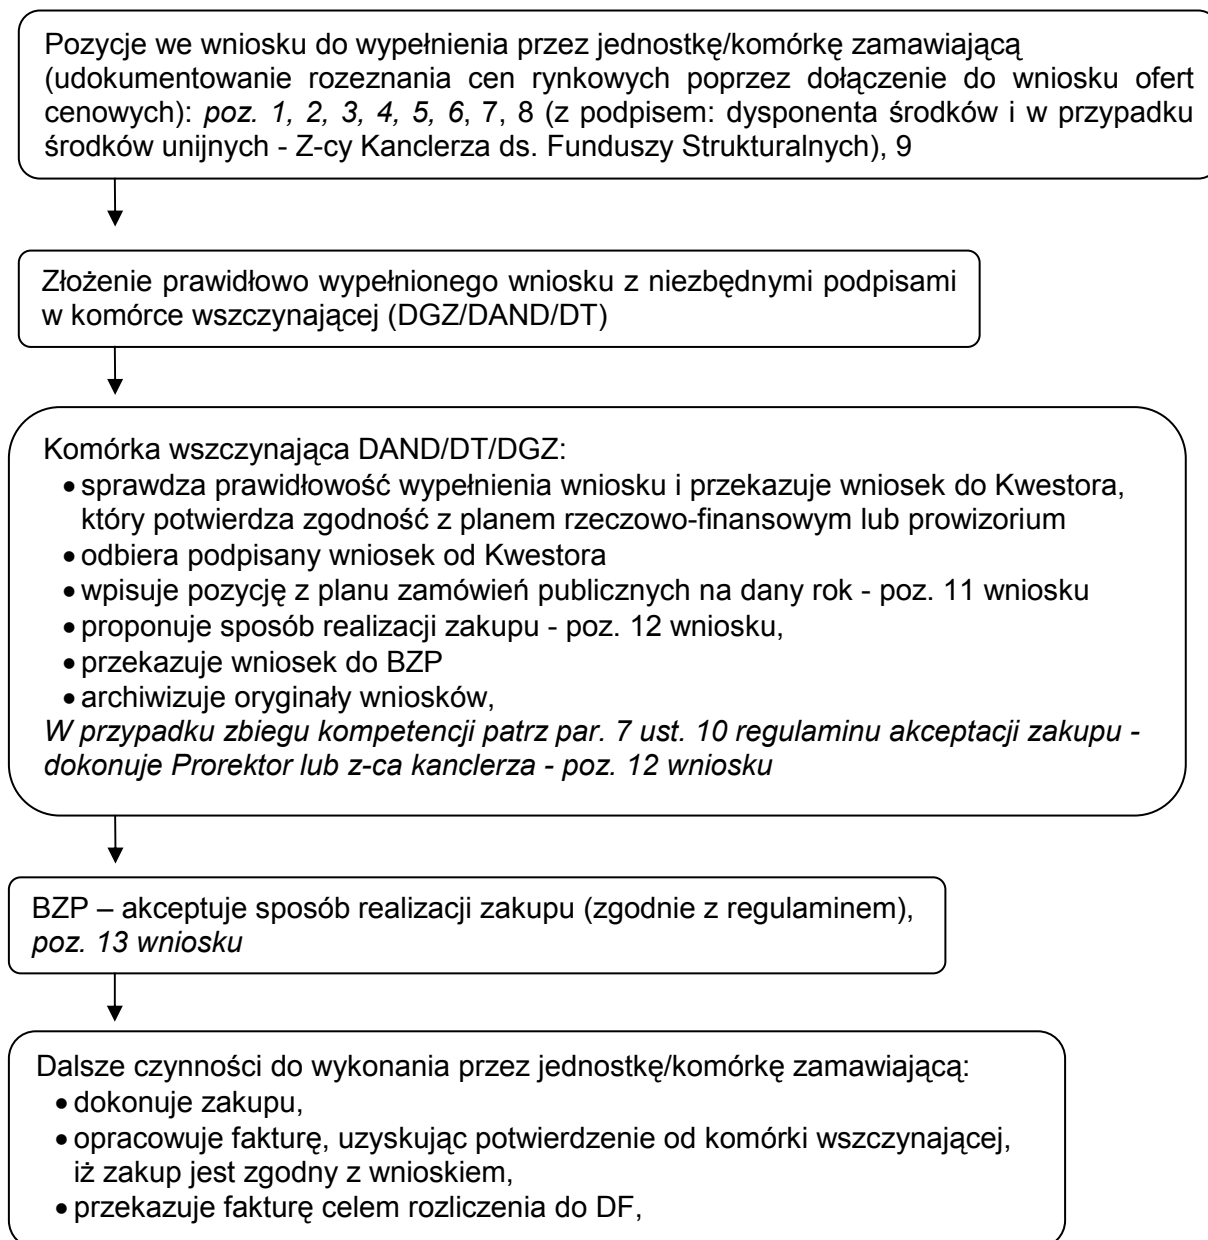 Pozycje we wniosku do wypełnienia przez jednostkę/komórkę zamawiającą
(udokumentowanie rozeznania cen rynkowych poprzez dołączenie do wniosku ofert
cenowych): poz. 1, 2, 3, 4, 5, 6, 7, 8 (z podpisem: dysponenta środków i w przypadku
środków unijnych - Z-cy Kanclerza ds. Funduszy Strukturalnych), 9
Złożenie prawidłowo wypełnionego wniosku z niezbędnymi podpisami
w komórce wszczynającej (DGZ/DAND/DT)
Komórka wszczynająca DAND/DT/DGZ:
• sprawdza prawidłowość wypełnienia wniosku i przekazuje wniosek do Kwestora,
który potwierdza zgodność z planem rzeczowo-finansowym lub prowizorium
• odbiera podpisany wniosek od Kwestora
• wpisuje pozycję z planu zamówień publicznych na dany rok - poz. 11 wniosku
• proponuje sposób realizacji zakupu - poz. 12 wniosku,
• przekazuje wniosek do BZP
• archiwizuje oryginały wniosków,
W przypadku zbiegu kompetencji patrz par. 7 ust. 10 regulaminu akceptacji zakupu -
dokonuje Prorektor lub z-ca kanclerza - poz. 12 wniosku
BZP – akceptuje sposób realizacji zakupu (zgodnie z regulaminem),
poz. 13 wniosku
Dalsze czynności do wykonania przez jednostkę/komórkę zamawiającą:
• dokonuje zakupu,
• opracowuje fakturę, uzyskując potwierdzenie od komórki wszczynającej,
iż zakup jest zgodny z wnioskiem,
• przekazuje fakturę celem rozliczenia do DF,